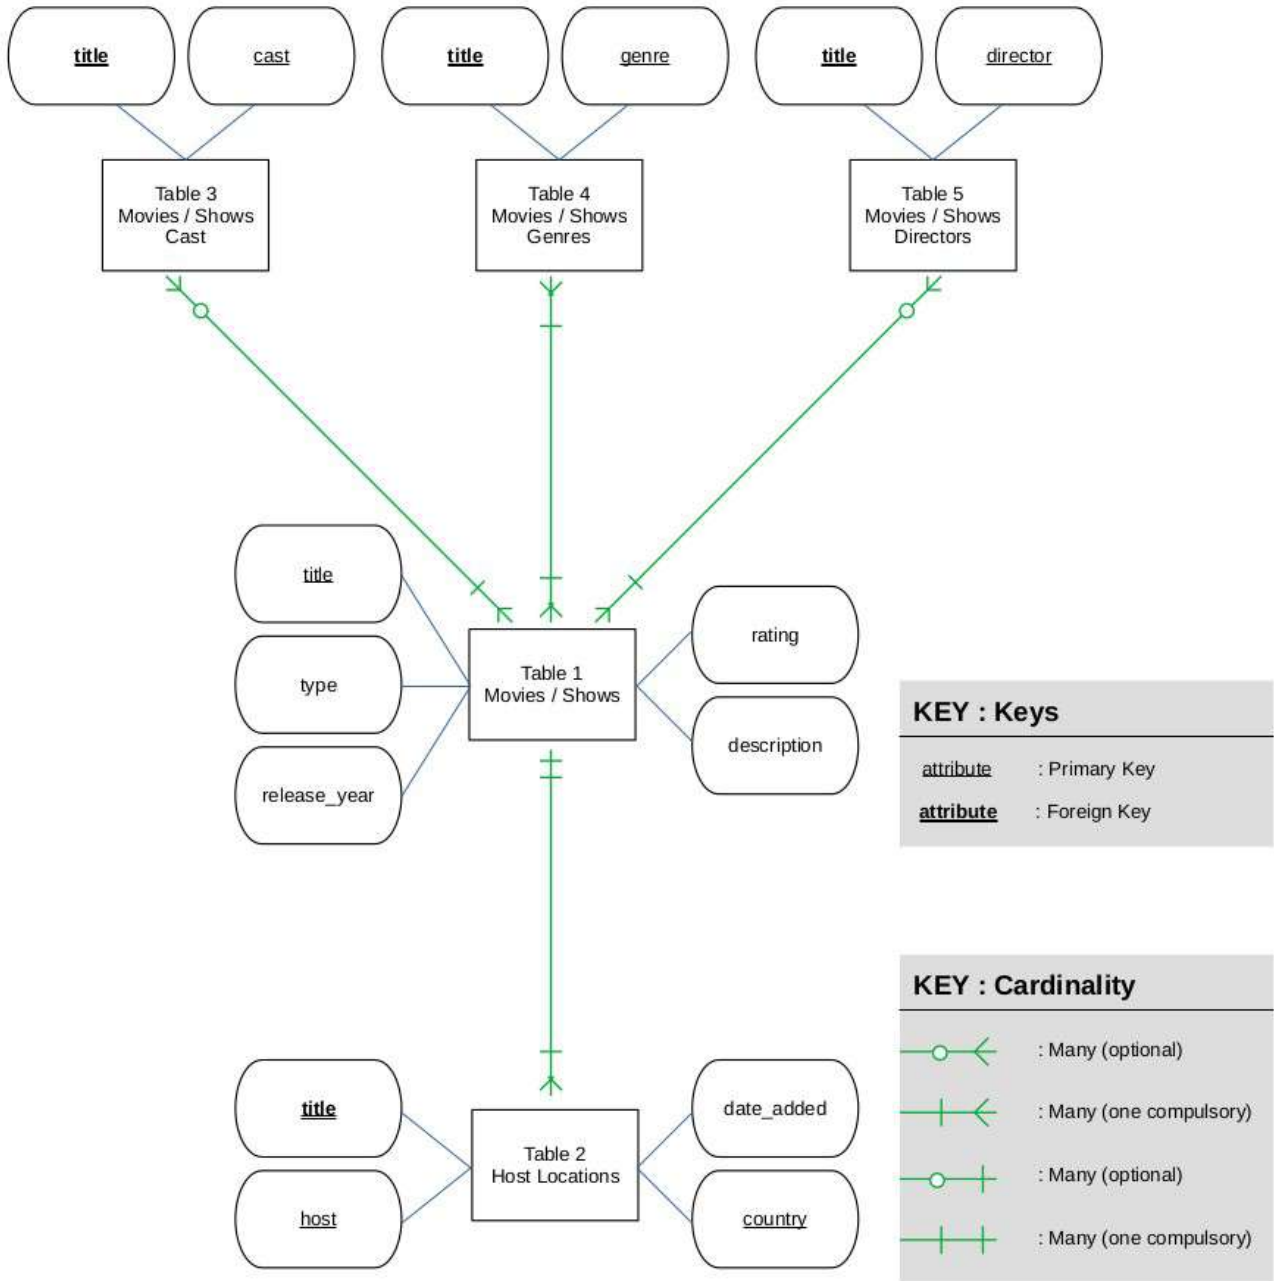 title
cast
title
genre
title
director
Table 3
Movies / Shows
Cast
Table 4
Movies / Shows
Genres
Table 5
Movies / Shows
Directors
title
type
release_year
Table 1
Movies / Shows
rating
description
KEY : Keys
attribute : Primary Key
attribute : Foreign Key
title
host
Table 2
Host Locations
date_added
country
KEY : Cardinality
: Many (optional)
: Many (one compulsory)
: Many (optional)
: Many (one compulsory)